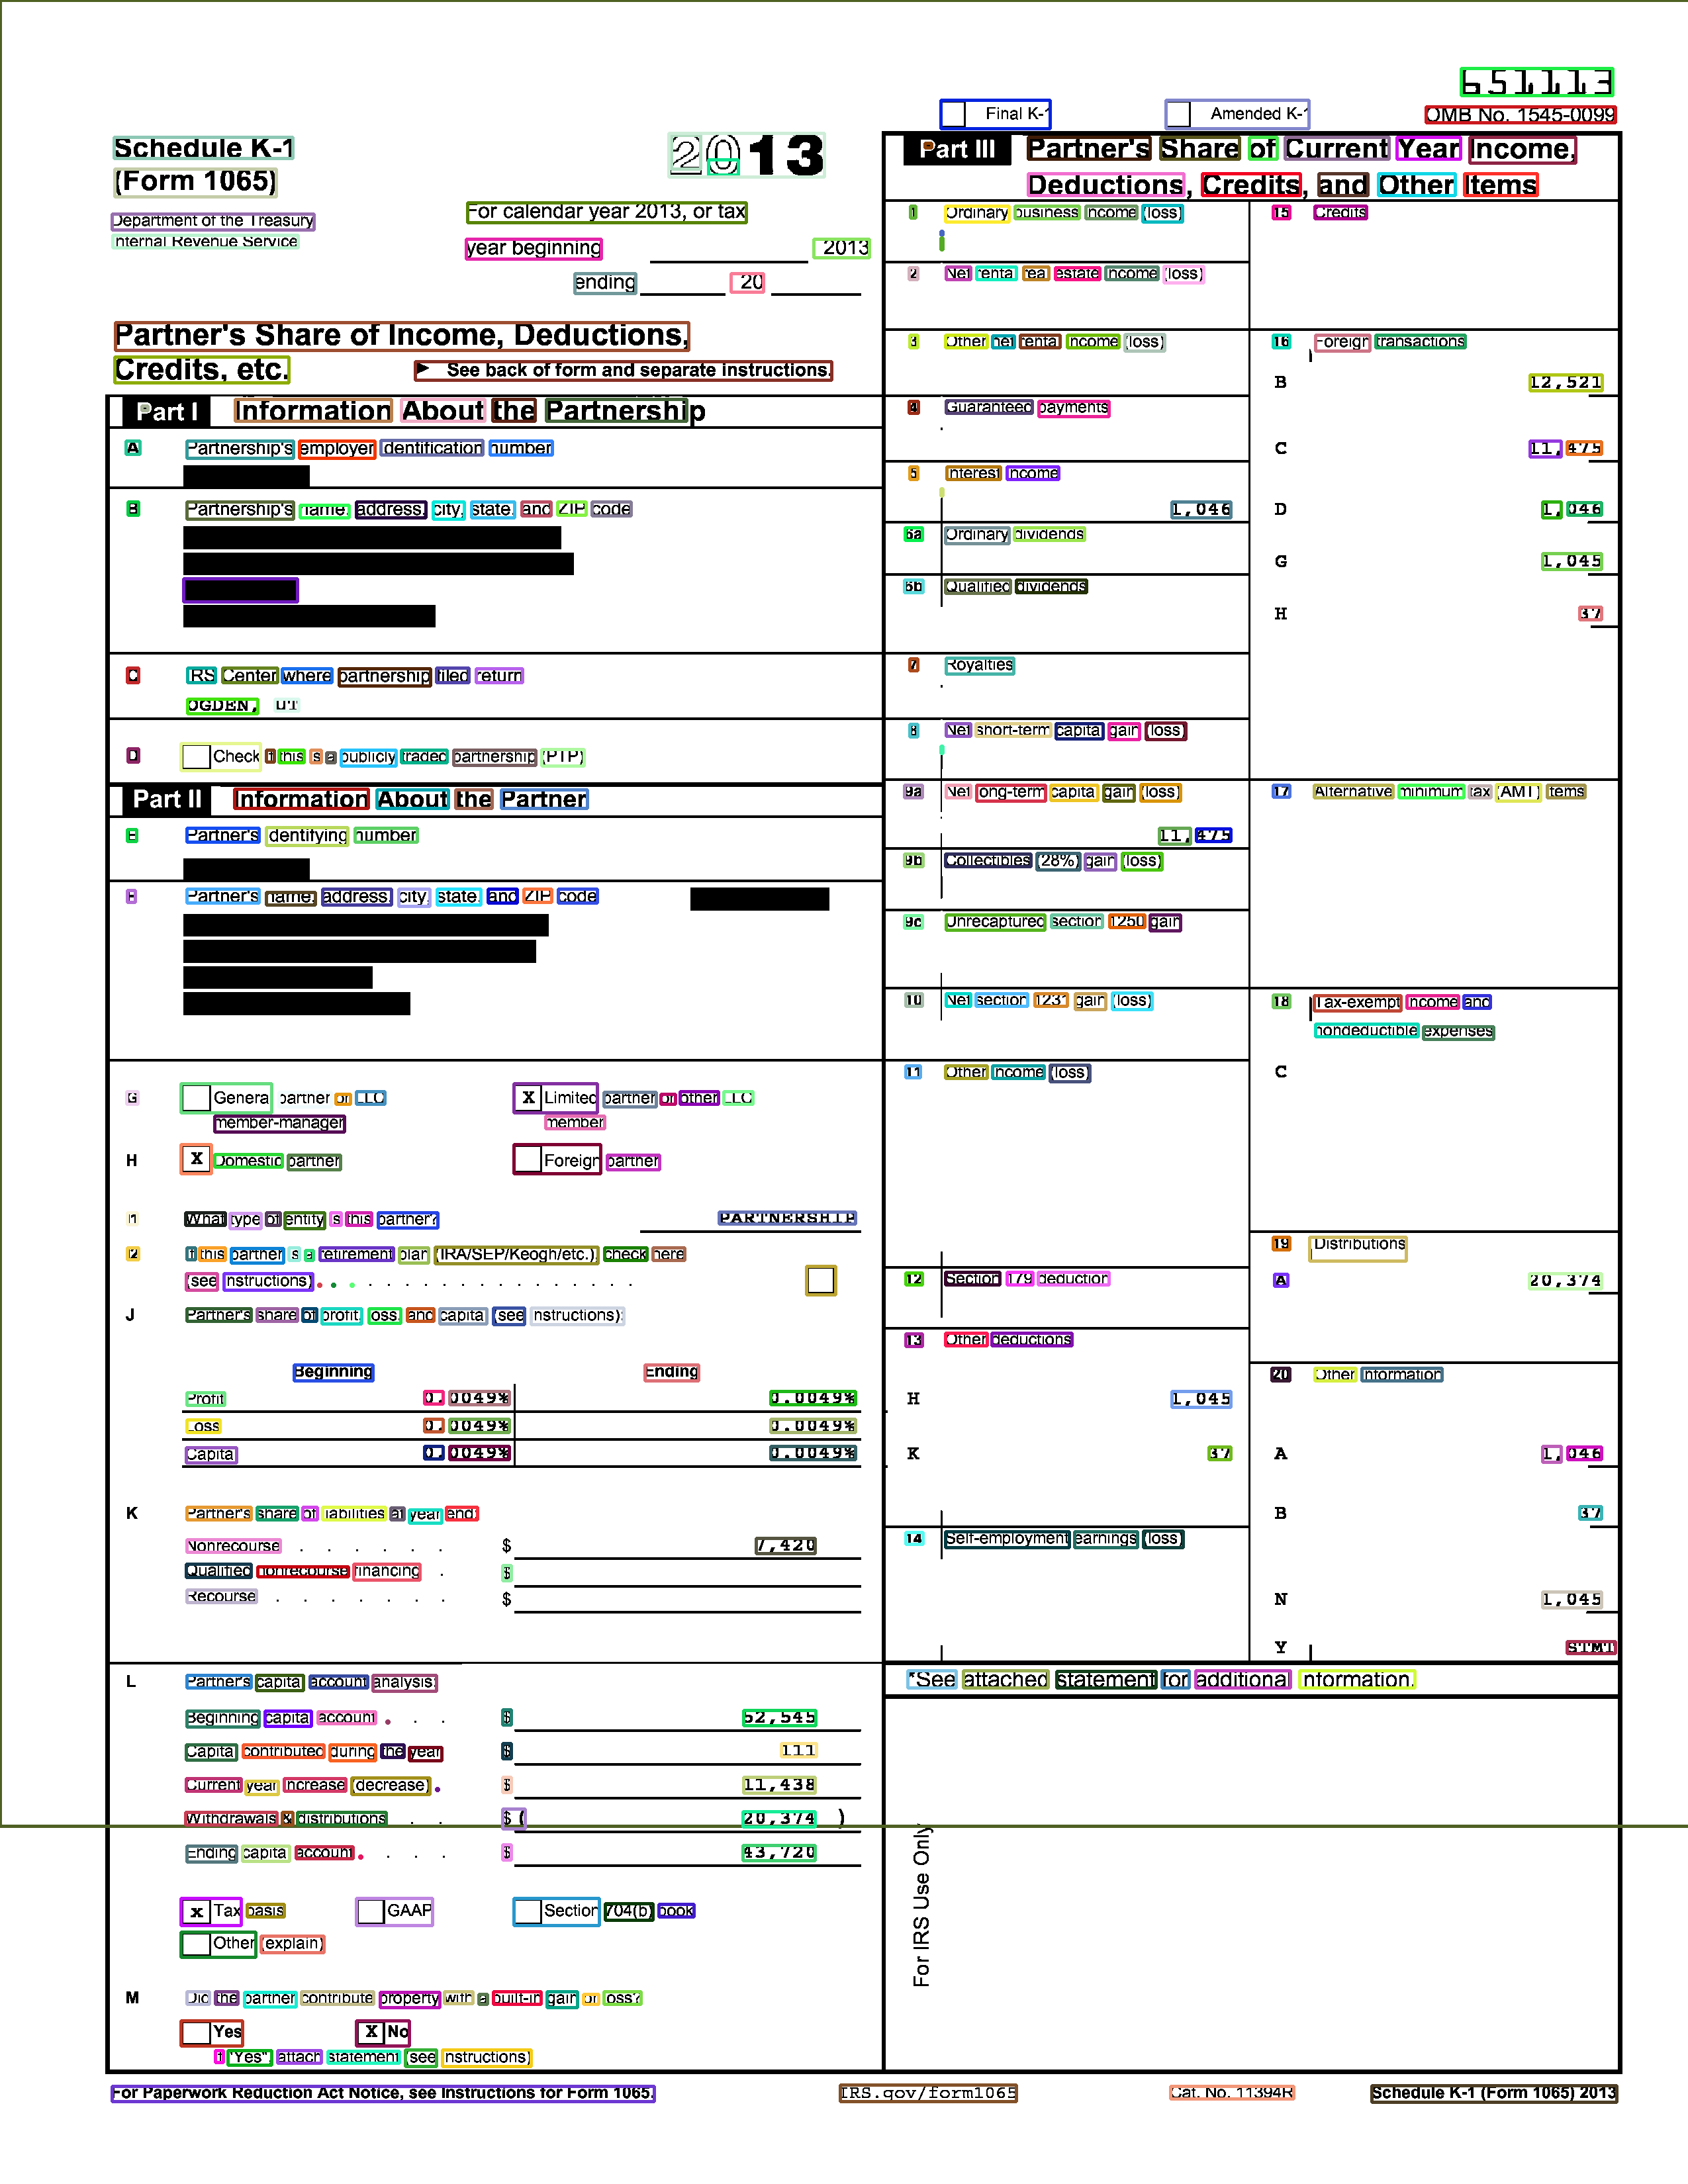 651113
Final K-1
Amended K-1
OMB No. 1545-0099
Schedule K-1
(Form 1065)
2013
Department of the Treasury
Internal Revenue Service
For calendar year 2013, or tax
year beginning 2013
ending 20
Partner's Share of Income, Deductions,
Credits, etc. ► See back of form and separate instructions.
Part I Information About the Partnership
A Partnership's employer identification number
B Partnership's name, address, city, state, and ZIP code
C IRS Center where partnership filed return
OGDEN, UT
D Check if this is a publicly traded partnership (PTP)
Part II Information About the Partner
E Partner's identifying number
F Partner's name, address, city, state, and ZIP code
G General partner or LLC member-manager
X Limited partner or other LLC member
H X Domestic partner
Foreign partner
I1 What type of entity is this partner? PARTNERSHIP
I2 If this partner is a retirement plan (IRA/SEP/Keogh/etc.), check here
(see instructions) . . . . . . . . . . . . . . . . . .
J Partner's share of profit, loss, and capital (see instructions):
Beginning Ending
Profit 0.0049% 0.0049%
Loss 0.0049% 0.0049%
Capital 0.0049% 0.0049%
K Partner's share of liabilities at year end:
Nonrecourse . . . . . . $ 7,420
Qualified nonrecourse financing . $
Recourse . . . . . . . $
L Partner's capital account analysis:
Beginning capital account . . . $ 52,545
Capital contributed during the year $ 111
Current year increase (decrease) . $ 11,438
Withdrawals & distributions . . $ ( 20,374 )
Ending capital account . . . . $ 43,720
x Tax basis GAAP Section 704(b) book
Other (explain)
M Did the partner contribute property with a built-in gain or loss?
Yes X No
If "Yes", attach statement (see instructions)
Part III Partner's Share of Current Year Income,
Deductions, Credits, and Other Items
1 Ordinary business income (loss)
2 Net rental real estate income (loss)
3 Other net rental income (loss)
4 Guaranteed payments
5 Interest income
1,046
6a Ordinary dividends
6b Qualified dividends
7 Royalties
8 Net short-term capital gain (loss)
9a Net long-term capital gain (loss)
11,475
9b Collectibles (28%) gain (loss)
9c Unrecaptured section 1250 gain
10 Net section 1231 gain (loss)
11 Other income (loss)
12 Section 179 deduction
13 Other deductions
H 1,045
K 37
14 Self-employment earnings (loss)
15 Credits
16 Foreign transactions
B 12,521
C 11,475
D 1,046
G 1,045
H 37
17 Alternative minimum tax (AMT) items
18 Tax-exempt income and
nondeductible expenses
C
19 Distributions
A 20,374
20 Other information
A 1,046
B 37
N 1,045
Y STMT
*See attached statement for additional information.
For IRS Use Only
For Paperwork Reduction Act Notice, see Instructions for Form 1065.
IRS.gov/form1065
Cat. No. 11394R
Schedule K-1 (Form 1065) 2013